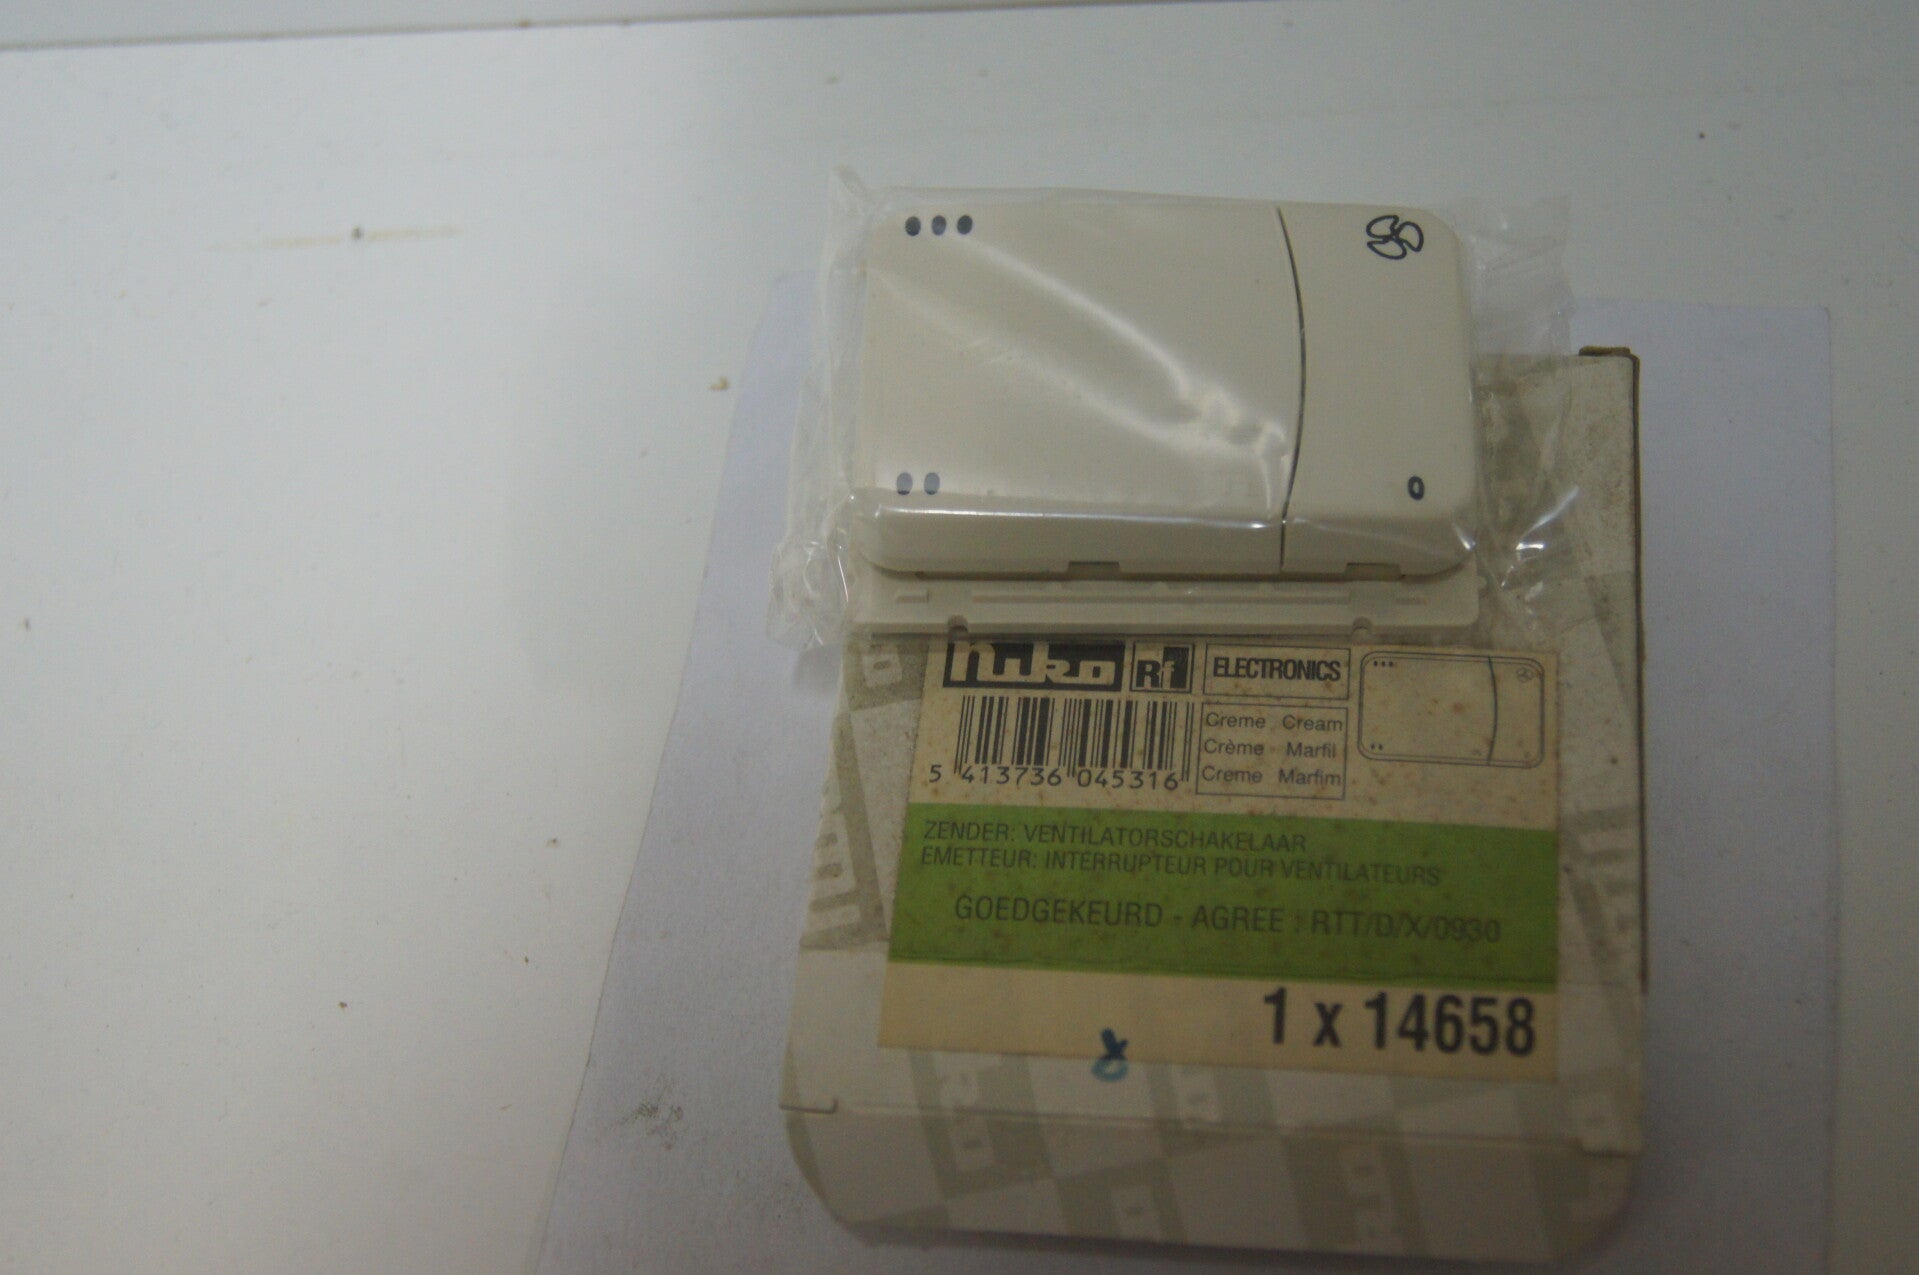 0
niko Rf ELECTRONICS
Creme Cream
Crème Marfil
Creme Marfim
5 413736 045316
ZENDER: VENTILATORSCHAKELAAR
EMETTEUR: INTERRUPTEUR POUR VENTILATEURS
GOEDGEKEURD - AGREE : RTT/D/X/0930
1 x 14658